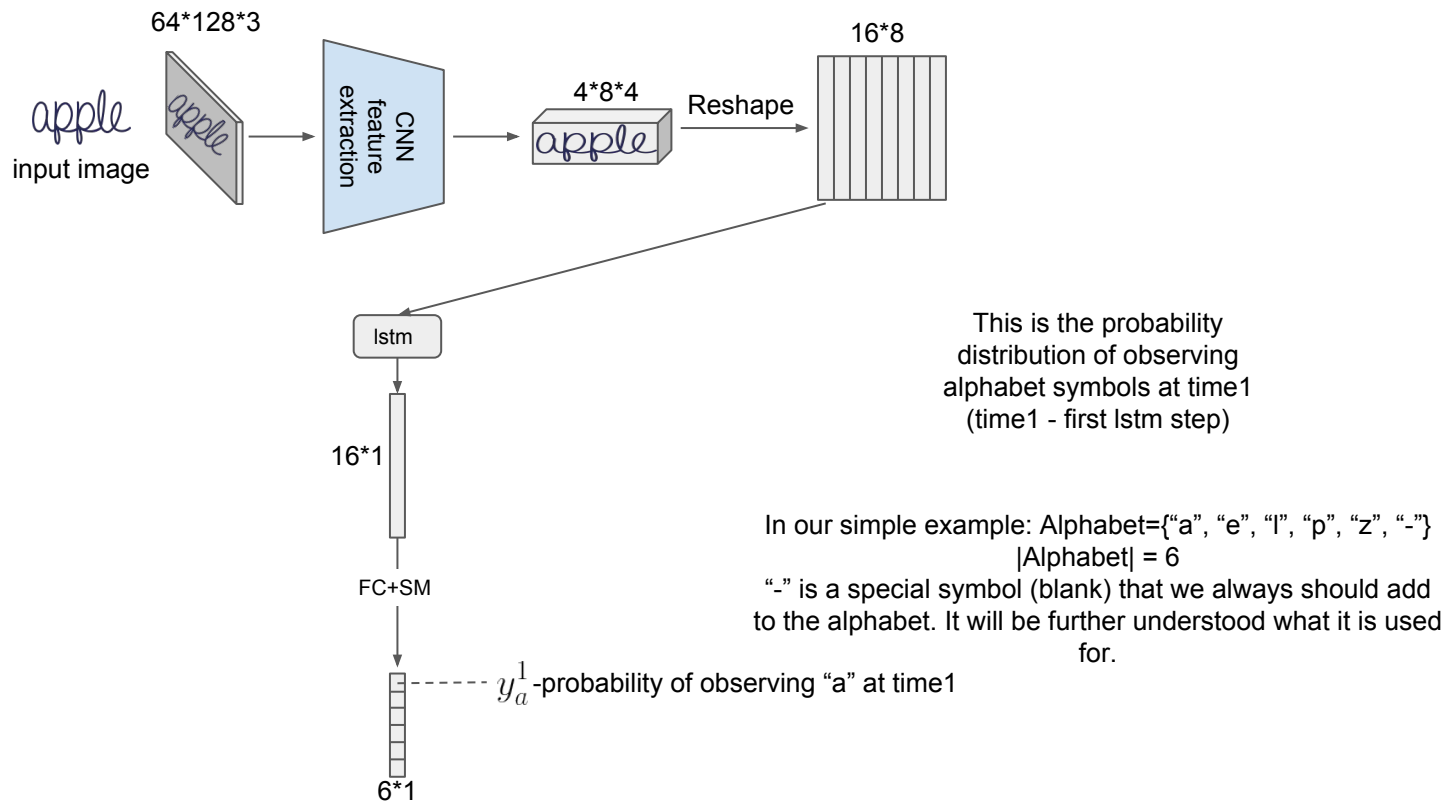 64*128*3
apple
input image
apple
CNN
feature
extraction
4*8*4
apple
Reshape
16*8
lstm
16*1
FC+SM
This is the probability
distribution of observing
alphabet symbols at time1
(time1 - first lstm step)
In our simple example: Alphabet={“a”, “e”, “l”, “p”, “z”, “-”}
|Alphabet| = 6
“-” is a special symbol (blank) that we always should add
to the alphabet. It will be further understood what it is used
for.
y_a^1-probability of observing “a” at time1
6*1